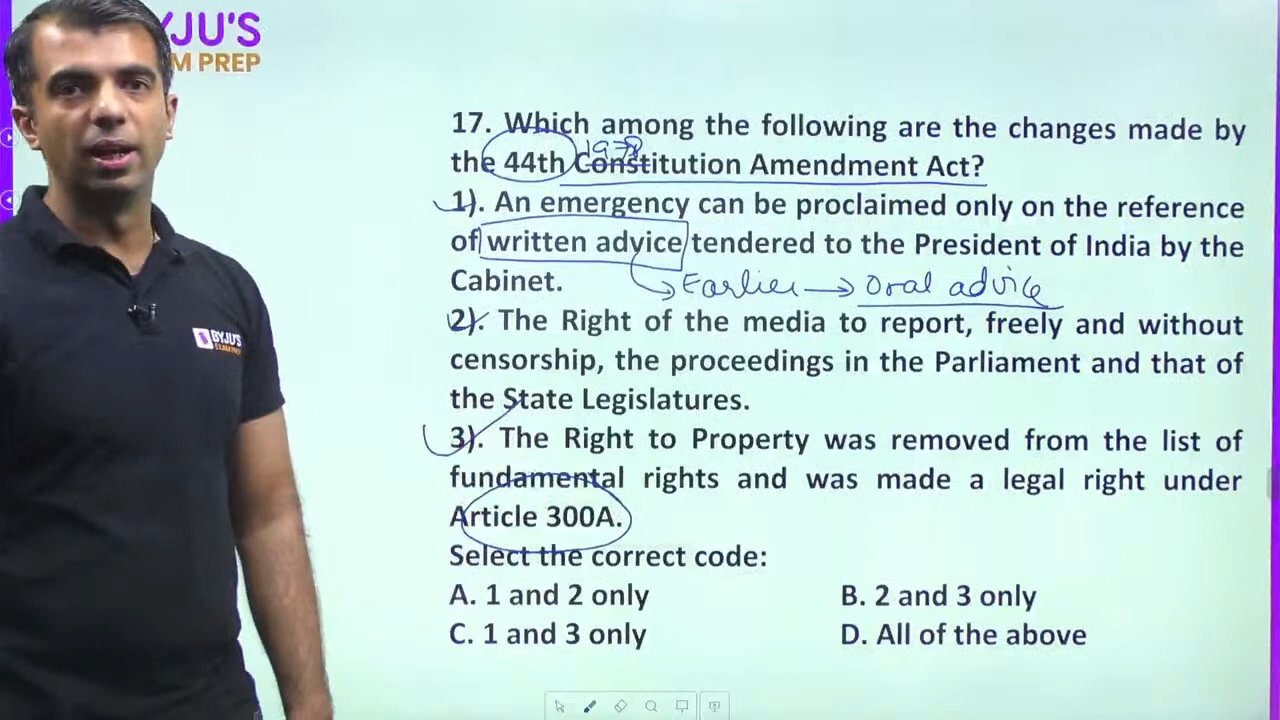 BYJU'S
EXAM PREP
17. Which among the following are the changes made by
1978
the 44th Constitution Amendment Act?
1). An emergency can be proclaimed only on the reference
of written advice tendered to the President of India by the
Cabinet.
Earlier → Oral advice
2). The Right of the media to report, freely and without
censorship, the proceedings in the Parliament and that of
the State Legislatures.
3). The Right to Property was removed from the list of
fundamental rights and was made a legal right under
Article 300A.
Select the correct code:
A. 1 and 2 only
B. 2 and 3 only
C. 1 and 3 only
D. All of the above
BYJU'S
EXAM PREP